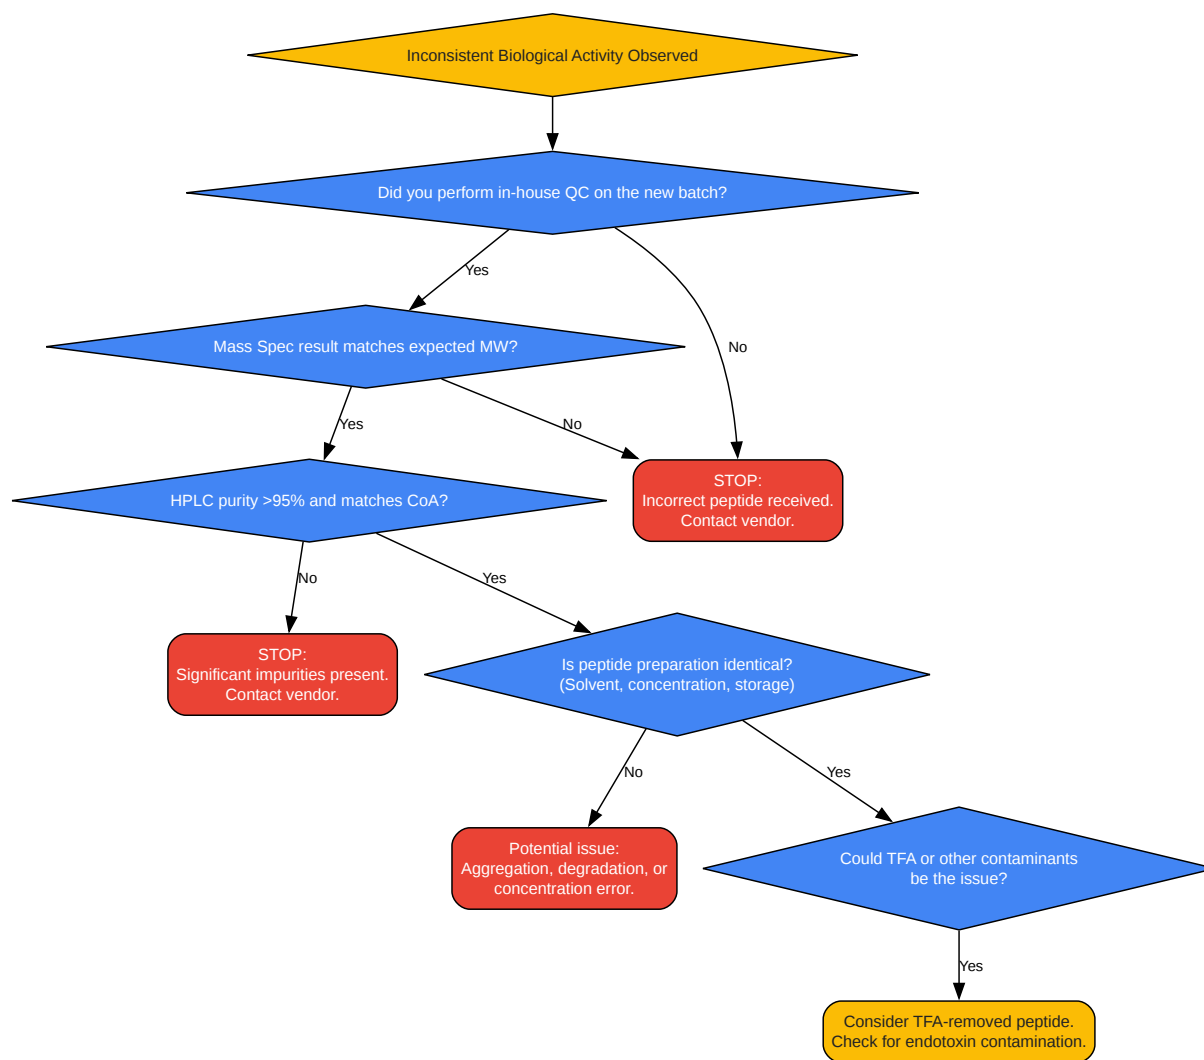 Inconsistent Biological Activity Observed
Did you perform in-house QC on the new batch?
Yes
No
Mass Spec result matches expected MW?
Yes
No
STOP:
Incorrect peptide received.
Contact vendor.
HPLC purity >95% and matches CoA?
No
Yes
STOP:
Significant impurities present.
Contact vendor.
Is peptide preparation identical?
(Solvent, concentration, storage)
No
Yes
Potential issue:
Aggregation, degradation, or
concentration error.
Could TFA or other contaminants
be the issue?
Yes
Consider TFA-removed peptide.
Check for endotoxin contamination.